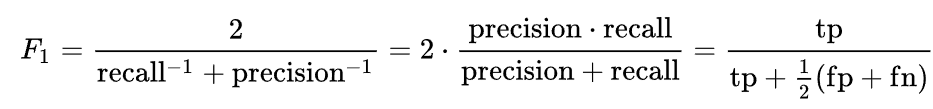 F₁ = 2 / (recall⁻¹ + precision⁻¹) = 2 · (precision · recall) / (precision + recall) = tp / (tp + ½(fp + fn))